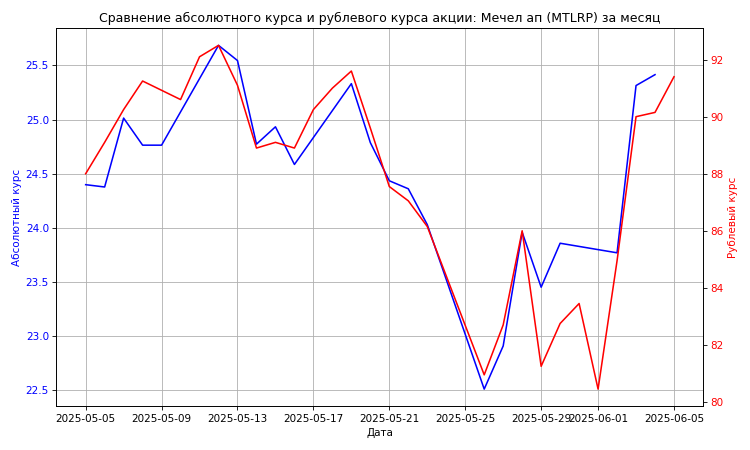 Сравнение абсолютного курса и рублевого курса акции: Мечел ап (MTLRP) за месяц
25.5
25.0
24.5
24.0
23.5
23.0
22.5
Абсолютный курс
92
90
88
86
84
82
80
Рублевый курс
2025-05-05 2025-05-09 2025-05-13 2025-05-17 2025-05-21 2025-05-25 2025-05-29 2025-06-01 2025-06-05
Дата